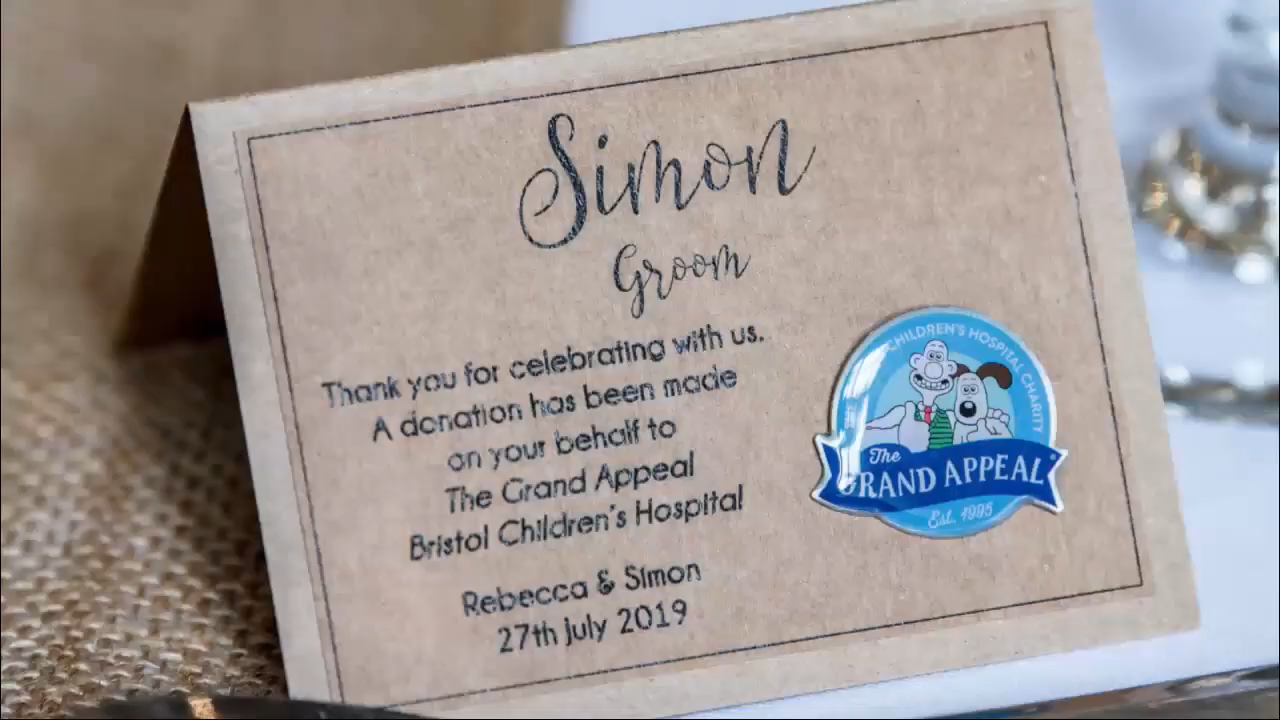 Simon
Groom
Thank you for celebrating with us.
A donation has been made
on your behalf to
The Grand Appeal
Bristol Children's Hospital
Rebecca & Simon
27th july 2019
CHILDREN'S HOSPITAL CHARITY
The
GRAND APPEAL
Est. 1995